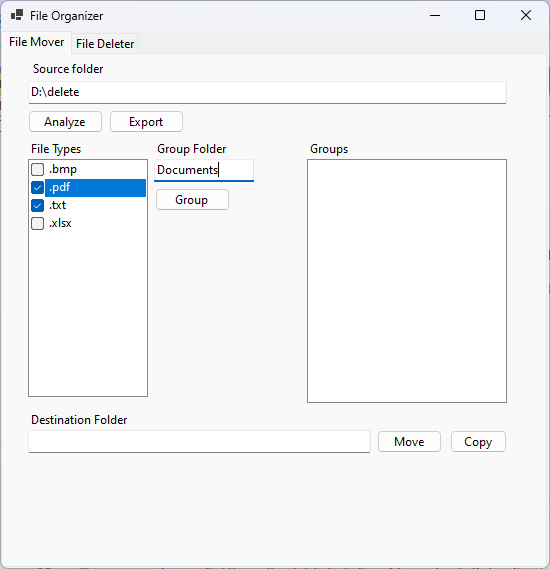 File Organizer
File Mover
File Deleter
Source folder
D:\delete
Analyze
Export
File Types
Group Folder
Groups
.bmp
Documents
.pdf
Group
.txt
.xlsx
Destination Folder
Move
Copy